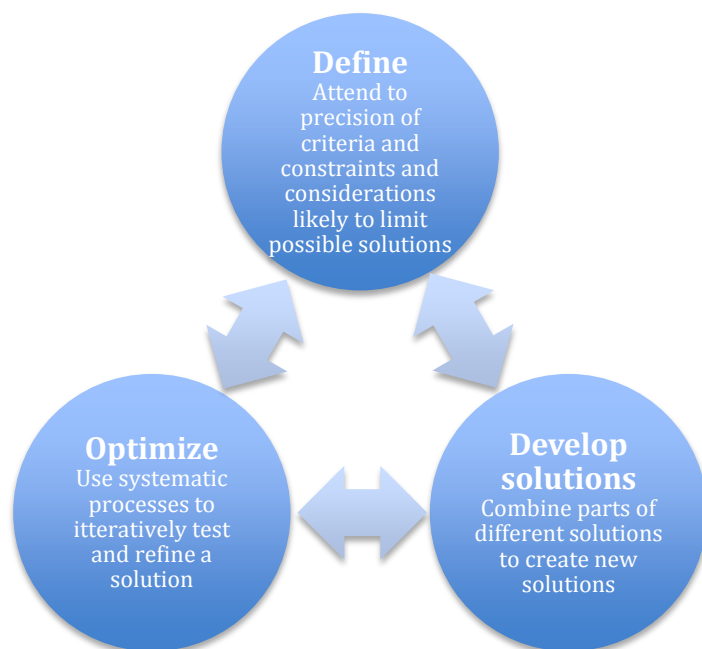 Define
Attend to
precision of
criteria and
constraints and
considerations
likely to limit
possible solutions
Optimize
Use systematic
processes to
itteratively test
and refine a
solution
Develop
solutions
Combine parts of
different solutions
to create new
solutions